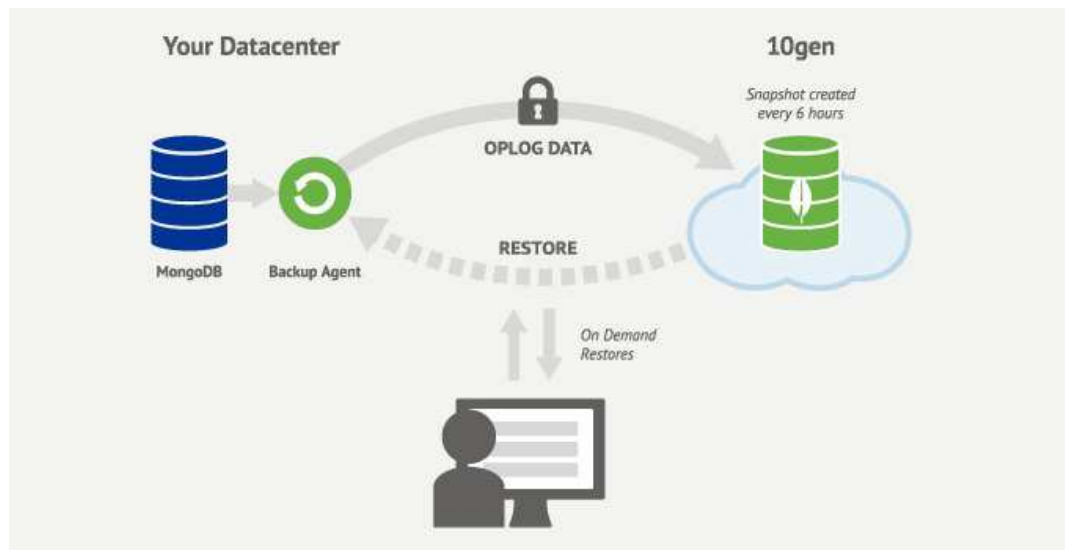 Your Datacenter
10gen
Snapshot created
every 6 hours
OPLOG DATA
RESTORE
MongoDB
Backup Agent
On Demand
Restores